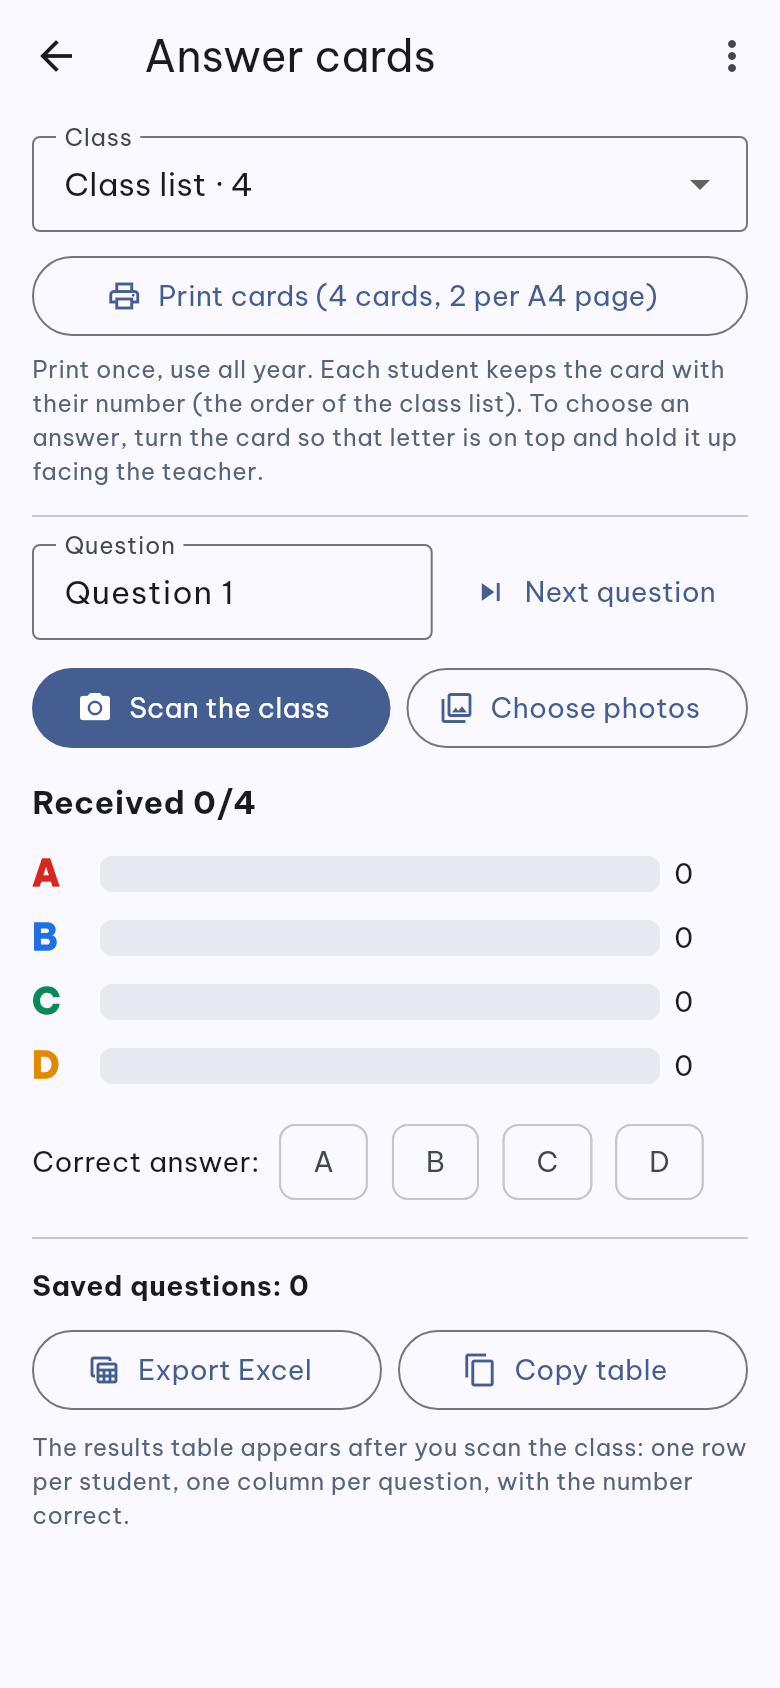 Answer cards
Class
Class list · 4
Print cards (4 cards, 2 per A4 page)
Print once, use all year. Each student keeps the card with
their number (the order of the class list). To choose an
answer, turn the card so that letter is on top and hold it up
facing the teacher.
Question
Question 1
Next question
Scan the class
Choose photos
Received 0/4
A 0
B 0
C 0
D 0
Correct answer: A B C D
Saved questions: 0
Export Excel
Copy table
The results table appears after you scan the class: one row
per student, one column per question, with the number
correct.